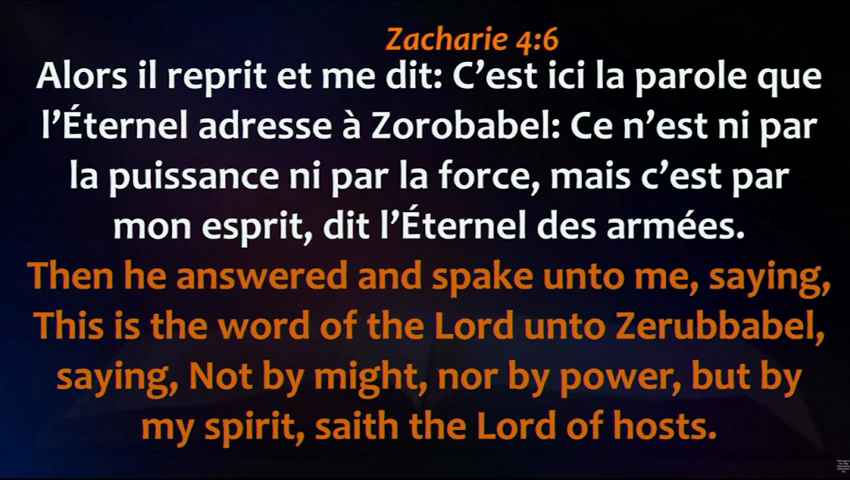 Zacharie 4:6
Alors il reprit et me dit: C’est ici la parole que
l’Éternel adresse à Zorobabel: Ce n’est ni par
la puissance ni par la force, mais c’est par
mon esprit, dit l’Éternel des armées.
Then he answered and spake unto me, saying,
This is the word of the Lord unto Zerubbabel,
saying, Not by might, nor by power, but by
my spirit, saith the Lord of hosts.